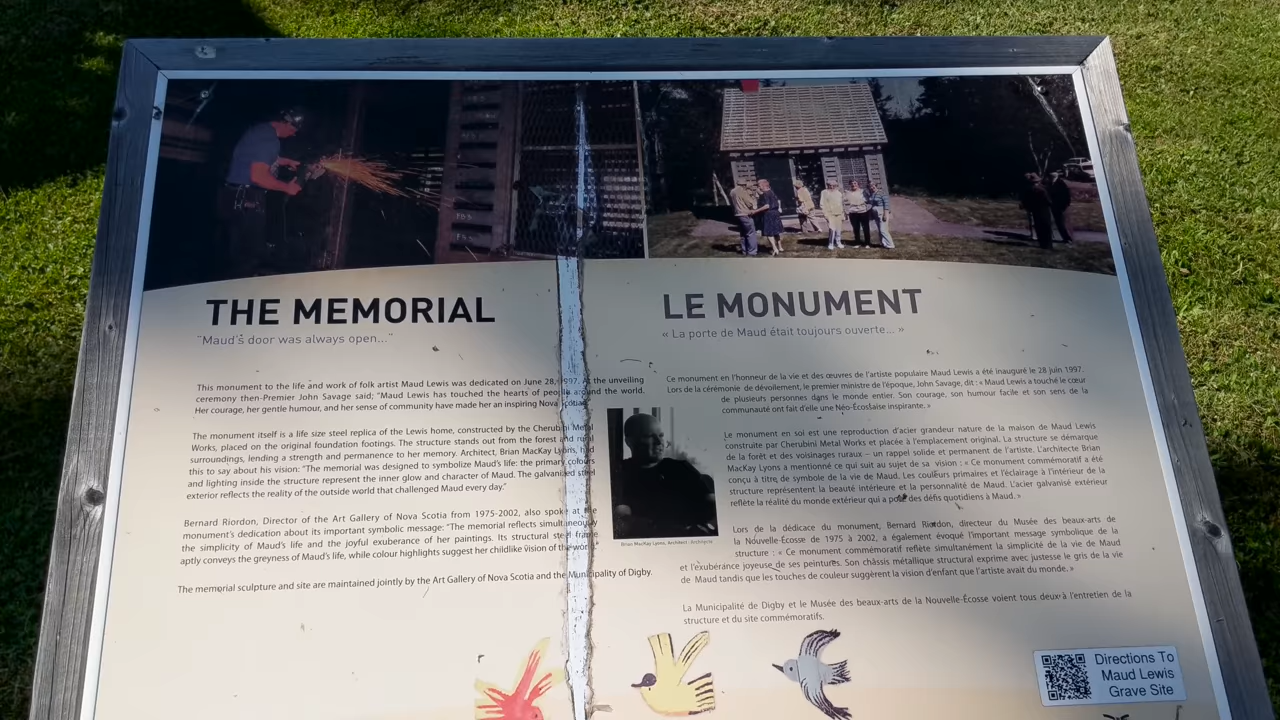 THE MEMORIAL
"Maud's door was always open..."
This monument to the life and work of folk artist Maud Lewis was dedicated on June 28, 1997. At the unveiling
ceremony then-Premier John Savage said; "Maud Lewis has touched the hearts of people around the world.
Her courage, her gentle humour, and her sense of community have made her an inspiring Nova Scotian."
The monument itself is a life size steel replica of the Lewis home, constructed by the Cherubini Metal
Works, placed on the original foundation footings. The structure stands out from the forest and rural
surroundings, lending a strength and permanence to her memory. Architect, Brian MacKay Lyons, had
this to say about his vision: "The memorial was designed to symbolize Maud's life: the primary colours
and lighting inside the structure represent the inner glow and character of Maud. The galvanized steel
exterior reflects the reality of the outside world that challenged Maud every day."
Bernard Riordon, Director of the Art Gallery of Nova Scotia from 1975-2002, also spoke at the
monument's dedication about its important symbolic message: "The memorial reflects simultaneously
the simplicity of Maud's life and the joyful exuberance of her paintings. Its structural steel frame
aptly conveys the greyness of Maud's life, while colour highlights suggest her childlike vision of the world."
The memorial sculpture and site are maintained jointly by the Art Gallery of Nova Scotia and the Municipality of Digby.
Brian MacKay Lyons, Architect · Architecte
LE MONUMENT
« La porte de Maud était toujours ouverte... »
Ce monument en l'honneur de la vie et des œuvres de l'artiste populaire Maud Lewis a été inauguré le 28 juin 1997.
Lors de la cérémonie de dévoilement, le premier ministre de l'époque, John Savage, dit : « Maud Lewis a touché le cœur
de plusieurs personnes dans le monde entier. Son courage, son humour facile et son sens de la
communauté ont fait d'elle une Néo-Écossaise inspirante. »
Le monument en soi est une reproduction d'acier grandeur nature de la maison de Maud Lewis
construite par Cherubini Metal Works et placée à l'emplacement original. La structure se démarque
de la forêt et des voisinages ruraux – un rappel solide et permanent de l'artiste. L'architecte Brian
MacKay Lyons a mentionné ce qui suit au sujet de sa vision : « Ce monument commémoratif a été
conçu à titre de symbole de la vie de Maud. Les couleurs primaires et l'éclairage à l'intérieur de la
structure représentent la beauté intérieure et la personnalité de Maud. L'acier galvanisé extérieur
reflète la réalité du monde extérieur qui a posé des défis quotidiens à Maud. »
Lors de la dédicace du monument, Bernard Riordon, directeur du Musée des beaux-arts de
la Nouvelle-Écosse de 1975 à 2002, a également évoqué l'important message symbolique de la
structure : « Ce monument commémoratif reflète simultanément la simplicité de la vie de Maud
et l'exubérance joyeuse de ses peintures. Son châssis métallique structural exprime avec justesse le gris de la vie
de Maud tandis que les touches de couleur suggèrent la vision d'enfant que l'artiste avait du monde. »
La Municipalité de Digby et le Musée des beaux-arts de la Nouvelle-Écosse voient tous deux à l'entretien de la
structure et du site commémoratifs.
Directions To
Maud Lewis
Grave Site